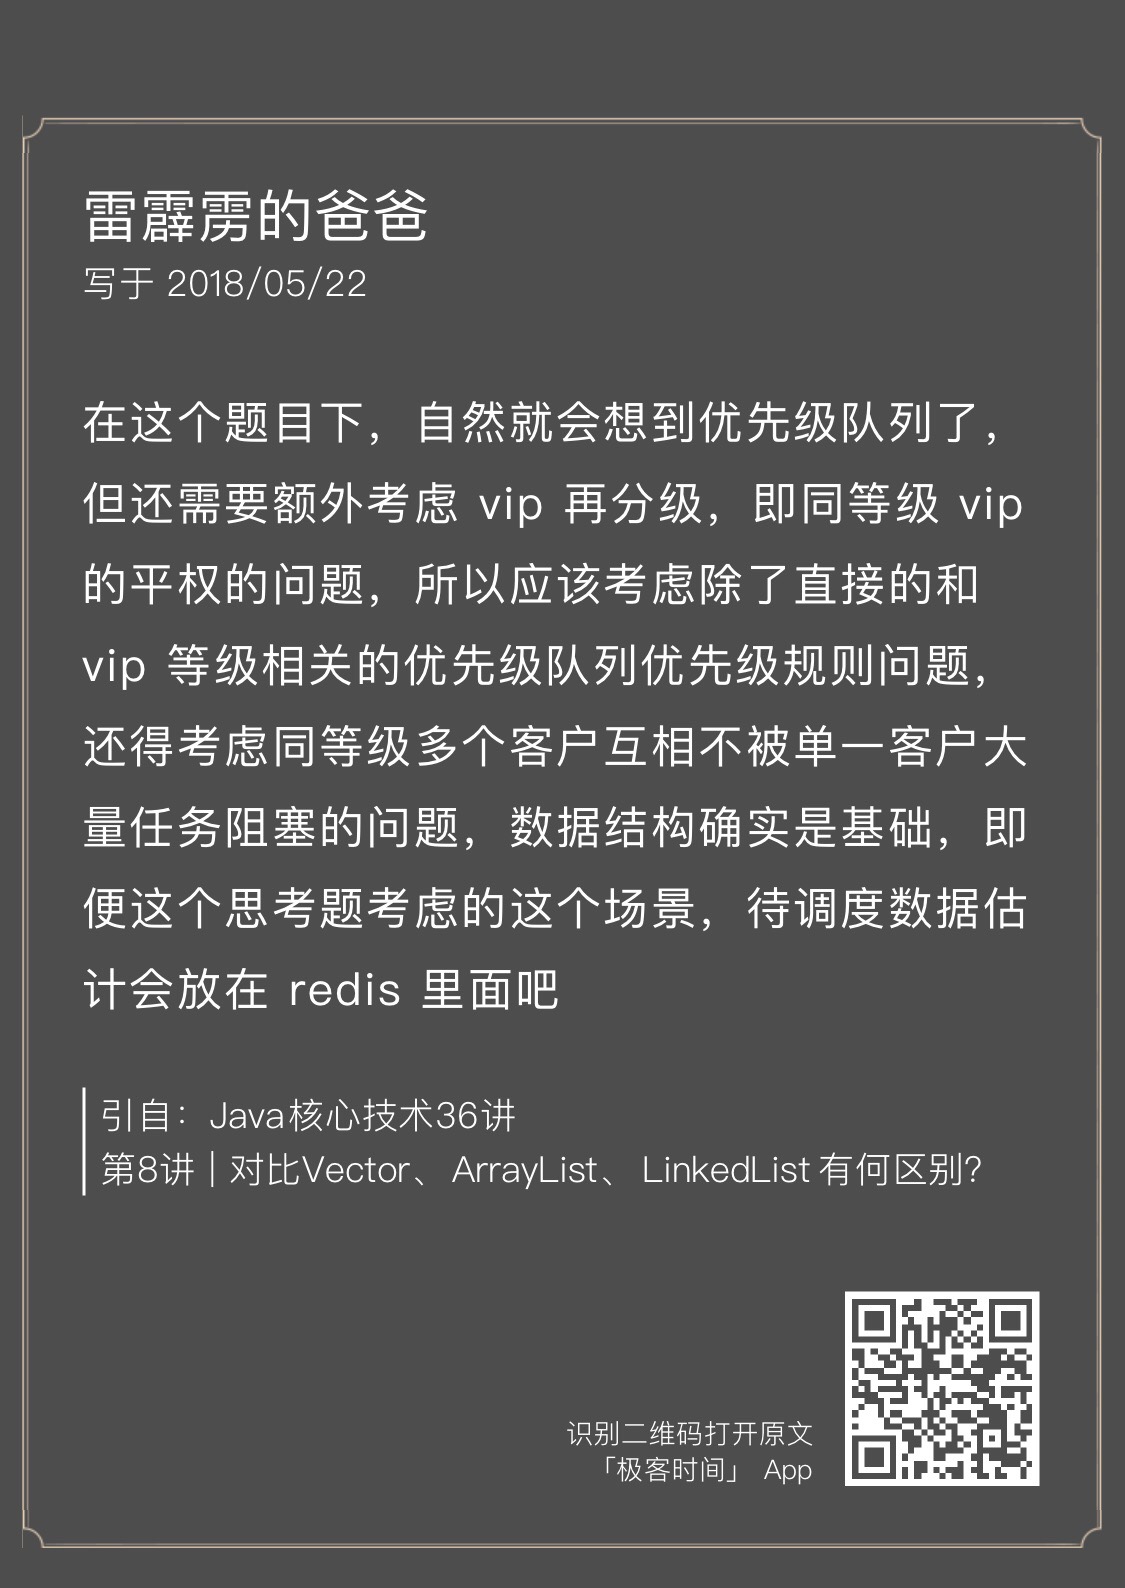 雷霹雳的爸爸
写于 2018/05/22
在这个题目下，自然就会想到优先级队列了，
但还需要额外考虑 vip 再分级，即同等级 vip
的平权的问题，所以应该考虑除了直接的和
vip 等级相关的优先级队列优先级规则问题，
还得考虑同等级多个客户互相不被单一客户大
量任务阻塞的问题，数据结构确实是基础，即
便这个思考题考虑的这个场景，待调度数据估
计会放在 redis 里面吧
引自：Java核心技术36讲
第8讲 | 对比Vector、ArrayList、LinkedList 有何区别？
识别二维码打开原文
「极客时间」 App